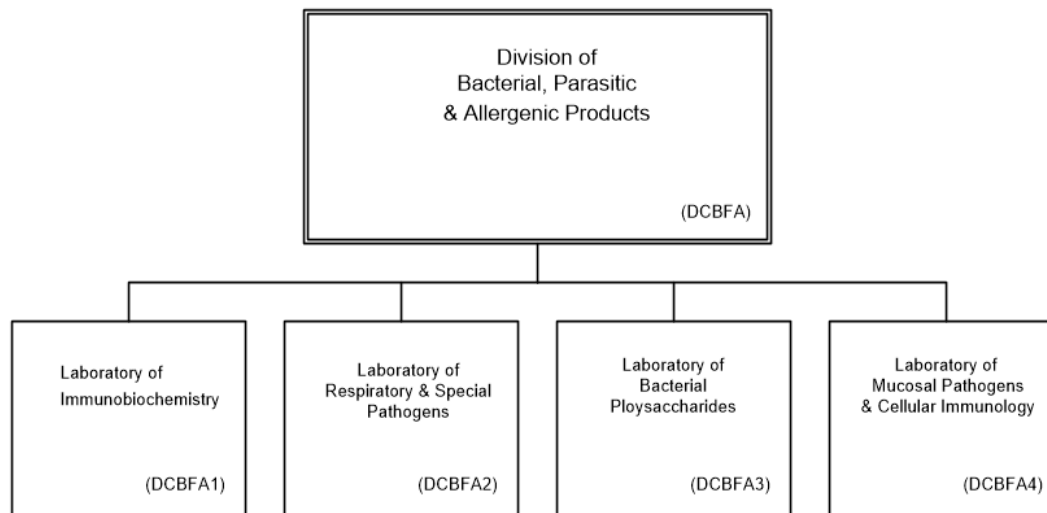 Division of
Bacterial, Parasitic
& Allergenic Products
(DCBFA)
Laboratory of
Immunobiochemistry
(DCBFA1)
Laboratory of
Respiratory & Special
Pathogens
(DCBFA2)
Laboratory of
Bacterial
Ploysaccharides
(DCBFA3)
Laboratory of
Mucosal Pathogens
& Cellular Immunology
(DCBFA4)